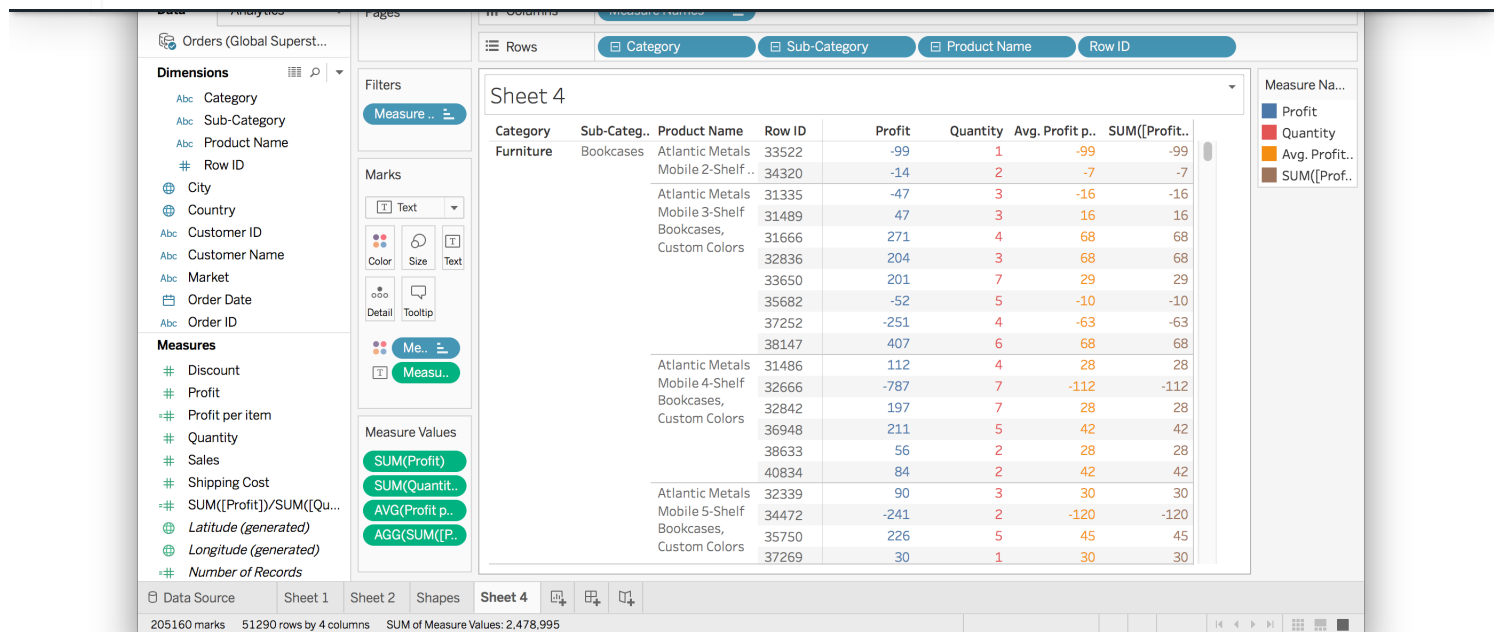 Data Analytics
Pages
Columns Measure Names
Orders (Global Superst...
Rows Category Sub-Category Product Name Row ID
Dimensions
Abc Category
Abc Sub-Category
Abc Product Name
Row ID
City
Country
Abc Customer ID
Abc Customer Name
Abc Market
Order Date
Abc Order ID
Measures
Discount
Profit
Profit per item
Quantity
Sales
Shipping Cost
SUM([Profit])/SUM([Qu...
Latitude (generated)
Longitude (generated)
Number of Records
Filters
Measure ..
Marks
T Text
Color Size Text
Detail Tooltip
Me..
T Measu..
Measure Values
SUM(Profit)
SUM(Quantit..
AVG(Profit p..
AGG(SUM([P..
Sheet 4
Category Sub-Categ.. Product Name Row ID Profit Quantity Avg. Profit p.. SUM([Profit..
Furniture Bookcases Atlantic Metals 33522 -99 1 -99 -99
Mobile 2-Shelf .. 34320 -14 2 -7 -7
Atlantic Metals 31335 -47 3 -16 -16
Mobile 3-Shelf 31489 47 3 16 16
Bookcases, 31666 271 4 68 68
Custom Colors 32836 204 3 68 68
33650 201 7 29 29
35682 -52 5 -10 -10
37252 -251 4 -63 -63
38147 407 6 68 68
Atlantic Metals 31486 112 4 28 28
Mobile 4-Shelf 32666 -787 7 -112 -112
Bookcases, 32842 197 7 28 28
Custom Colors 36948 211 5 42 42
38633 56 2 28 28
40834 84 2 42 42
Atlantic Metals 32339 90 3 30 30
Mobile 5-Shelf 34472 -241 2 -120 -120
Bookcases, 35750 226 5 45 45
Custom Colors 37269 30 1 30 30
Measure Na...
Profit
Quantity
Avg. Profit..
SUM([Prof..
Data Source Sheet 1 Sheet 2 Shapes Sheet 4
205160 marks 51290 rows by 4 columns SUM of Measure Values: 2,478,995